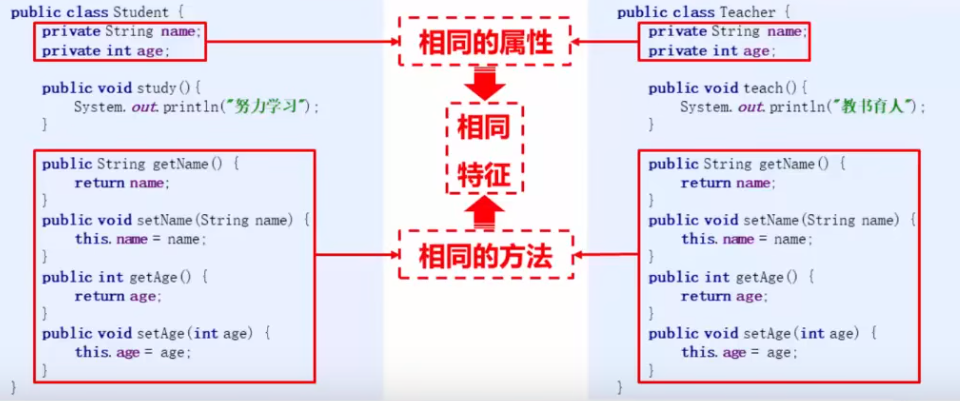 public class Student {
private String name;
private int age;
public void study(){
System.out.println("努力学习");
}
public String getName() {
return name;
}
public void setName(String name) {
this.name = name;
}
public int getAge() {
return age;
}
public void setAge(int age) {
this.age = age;
}
}
相同的属性
相同
特征
相同的方法
public class Teacher {
private String name;
private int age;
public void teach(){
System.out.println("教书育人");
}
public String getName() {
return name;
}
public void setName(String name) {
this.name = name;
}
public int getAge() {
return age;
}
public void setAge(int age) {
this.age = age;
}
}